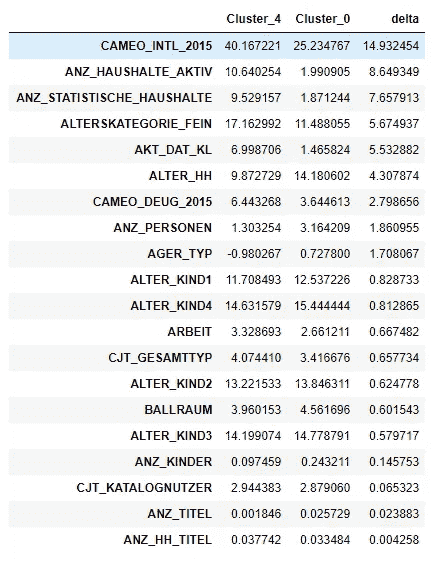 Cluster_4 Cluster_0 delta
CAMEO_INTL_2015 40.167221 25.234767 14.932454
ANZ_HAUSHALTE_AKTIV 10.640254 1.990905 8.649349
ANZ_STATISTISCHE_HAUSHALTE 9.529157 1.871244 7.657913
ALTERSKATEGORIE_FEIN 17.162992 11.488055 5.674937
AKT_DAT_KL 6.998706 1.465824 5.532882
ALTER_HH 9.872729 14.180602 4.307874
CAMEO_DEUG_2015 6.443268 3.644613 2.798656
ANZ_PERSONEN 1.303254 3.164209 1.860955
AGER_TYP -0.980267 0.727800 1.708067
ALTER_KIND1 11.708493 12.537226 0.828733
ALTER_KIND4 14.631579 15.444444 0.812865
ARBEIT 3.328693 2.661211 0.667482
CJT_GESAMTTYP 4.074410 3.416676 0.657734
ALTER_KIND2 13.221533 13.846311 0.624778
BALLRAUM 3.960153 4.561696 0.601543
ALTER_KIND3 14.199074 14.778791 0.579717
ANZ_KINDER 0.097459 0.243211 0.145753
CJT_KATALOGNUTZER 2.944383 2.879060 0.065323
ANZ_TITEL 0.001846 0.025729 0.023883
ANZ_HH_TITEL 0.037742 0.033484 0.004258